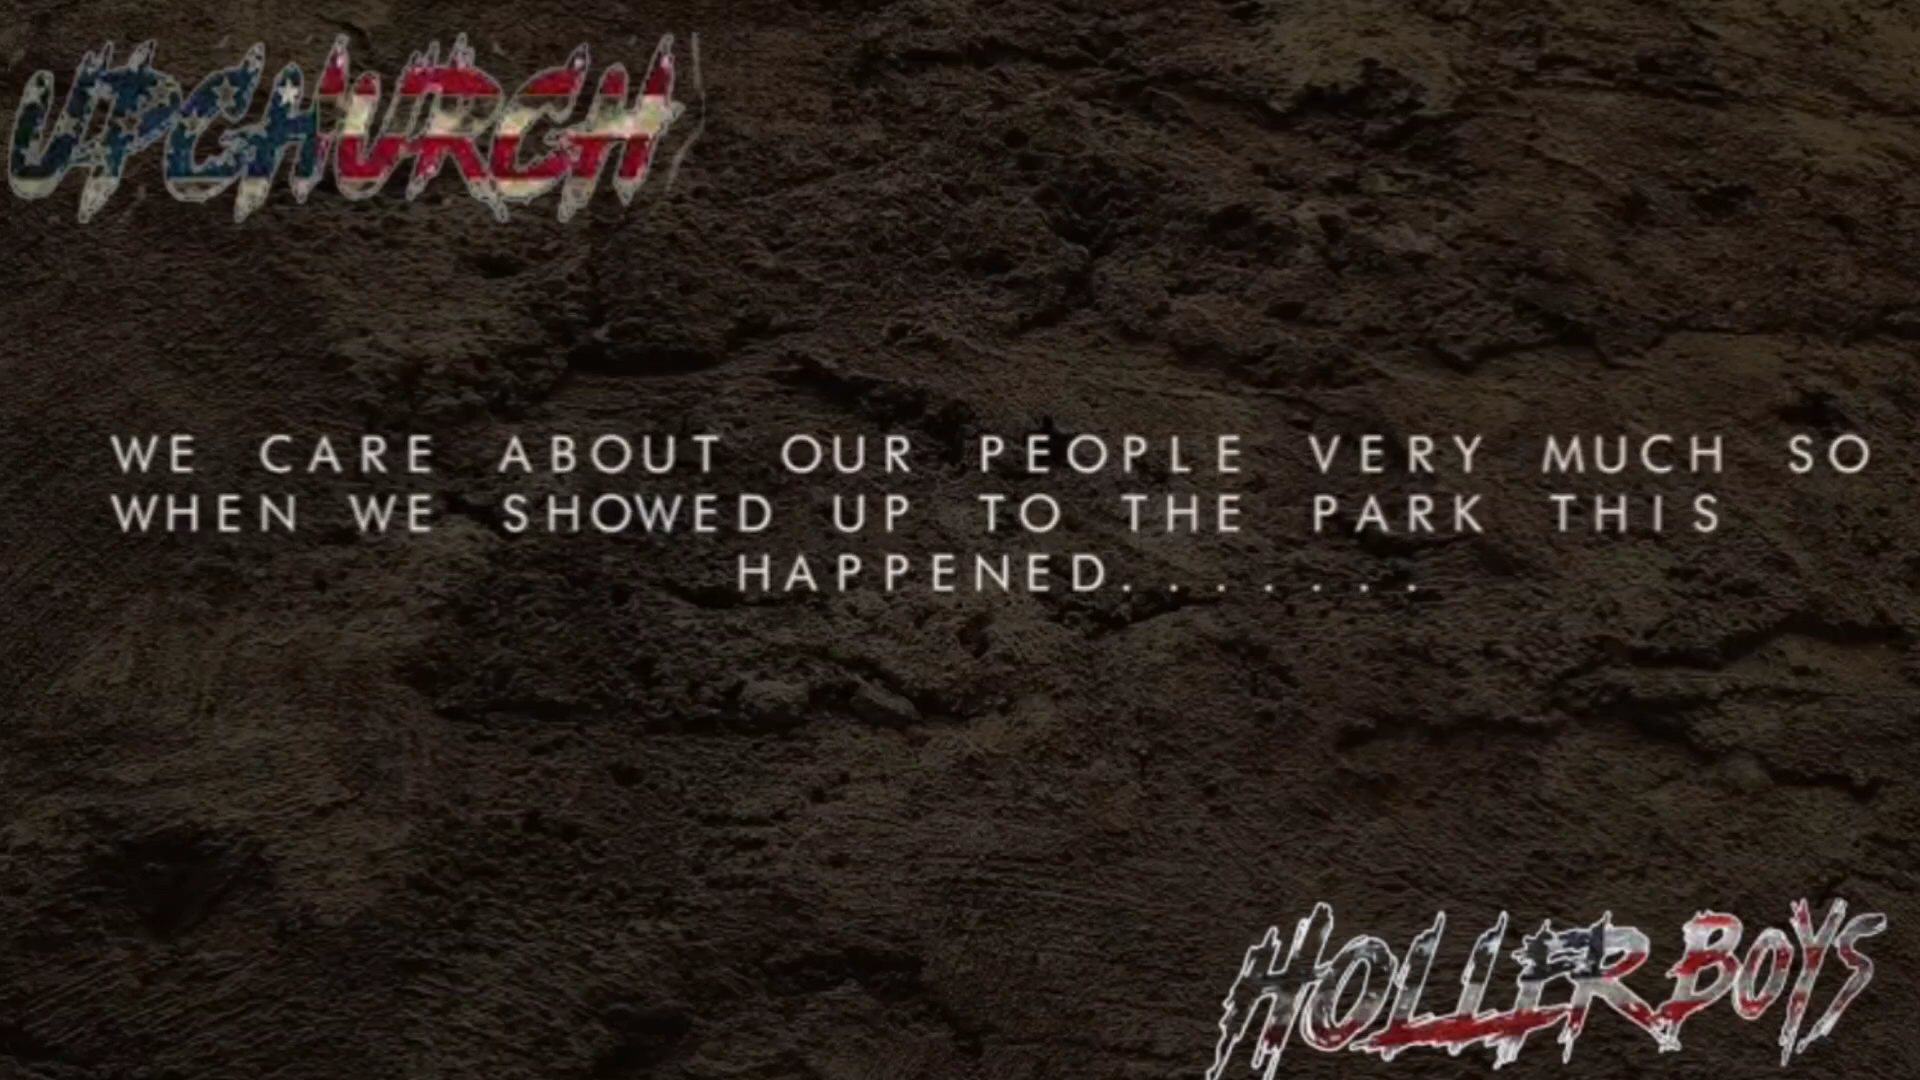 UPCHURCH
WE CARE ABOUT OUR PEOPLE VERY MUCH SO
WHEN WE SHOWED UP TO THE PARK THIS
HAPPENED.......
HOLLER BOYS